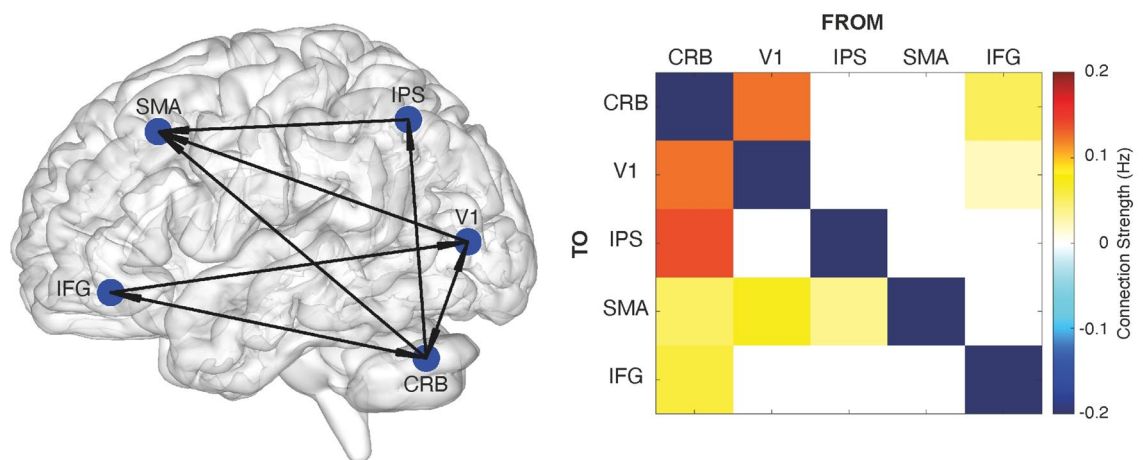 SMA
IPS
V1
IFG
CRB
FROM
CRB V1 IPS SMA IFG
TO
CRB
V1
IPS
SMA
IFG
0.2
0.1
0
-0.1
-0.2
Connection Strength (Hz)